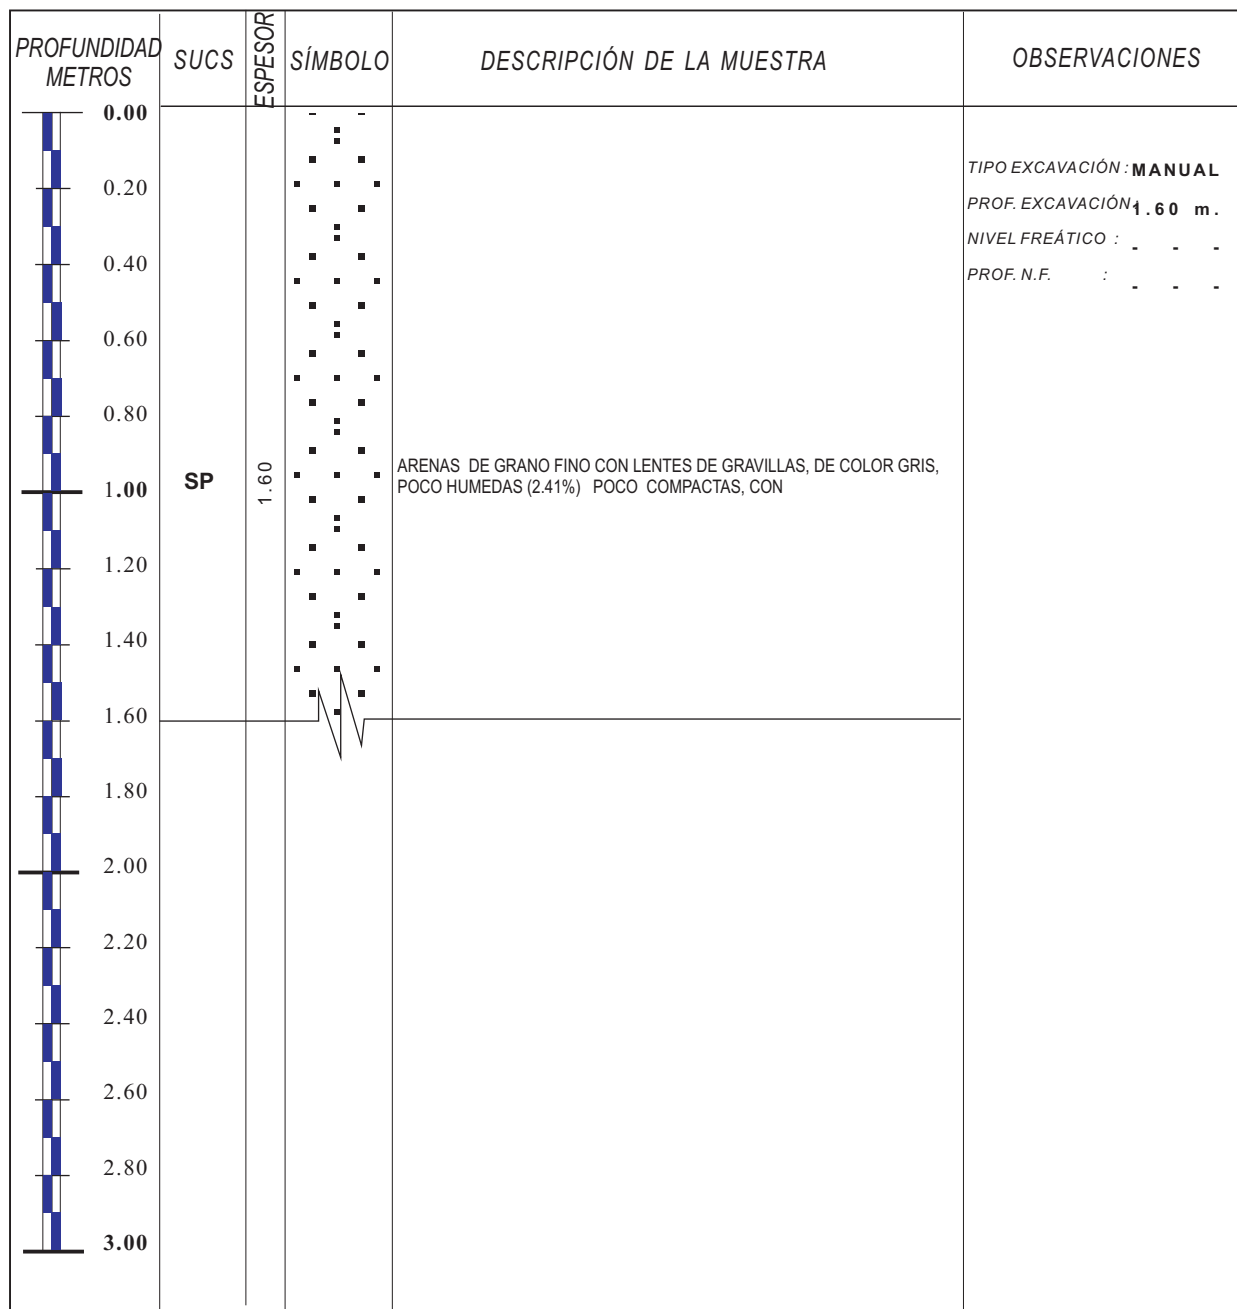 PROFUNDIDAD METROS
SUCS
ESPESOR
SÍMBOLO
DESCRIPCIÓN DE LA MUESTRA
OBSERVACIONES
0.00
0.20
0.40
0.60
0.80
1.00
1.20
1.40
1.60
1.80
2.00
2.20
2.40
2.60
2.80
3.00
SP
1.60
ARENAS DE GRANO FINO CON LENTES DE GRAVILLAS, DE COLOR GRIS,
POCO HUMEDAS (2.41%) POCO COMPACTAS, CON
TIPO EXCAVACIÓN : MANUAL
PROF. EXCAVACIÓN : 1.60 m.
NIVEL FREÁTICO : - - -
PROF. N.F. : - - -